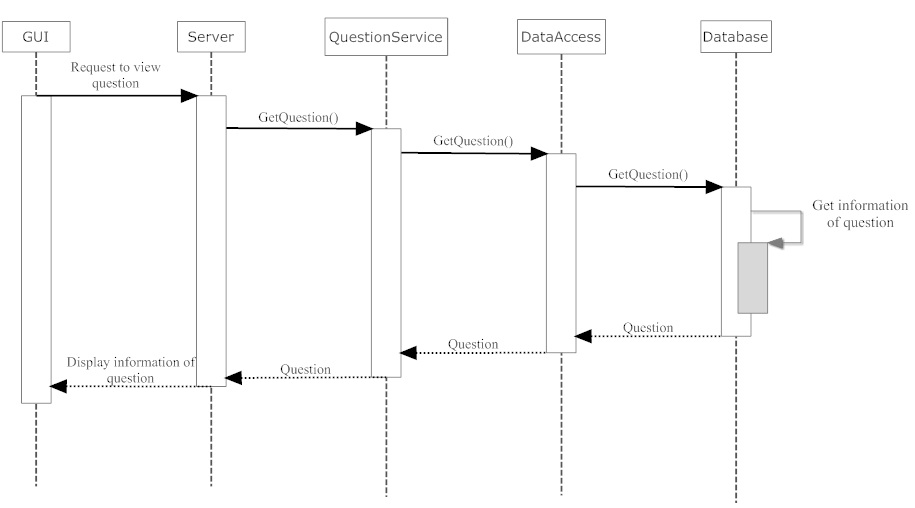 GUI
Server
QuestionService
DataAccess
Database
Request to view
question
GetQuestion()
GetQuestion()
GetQuestion()
Get information
of question
Question
Question
Question
Display information of
question